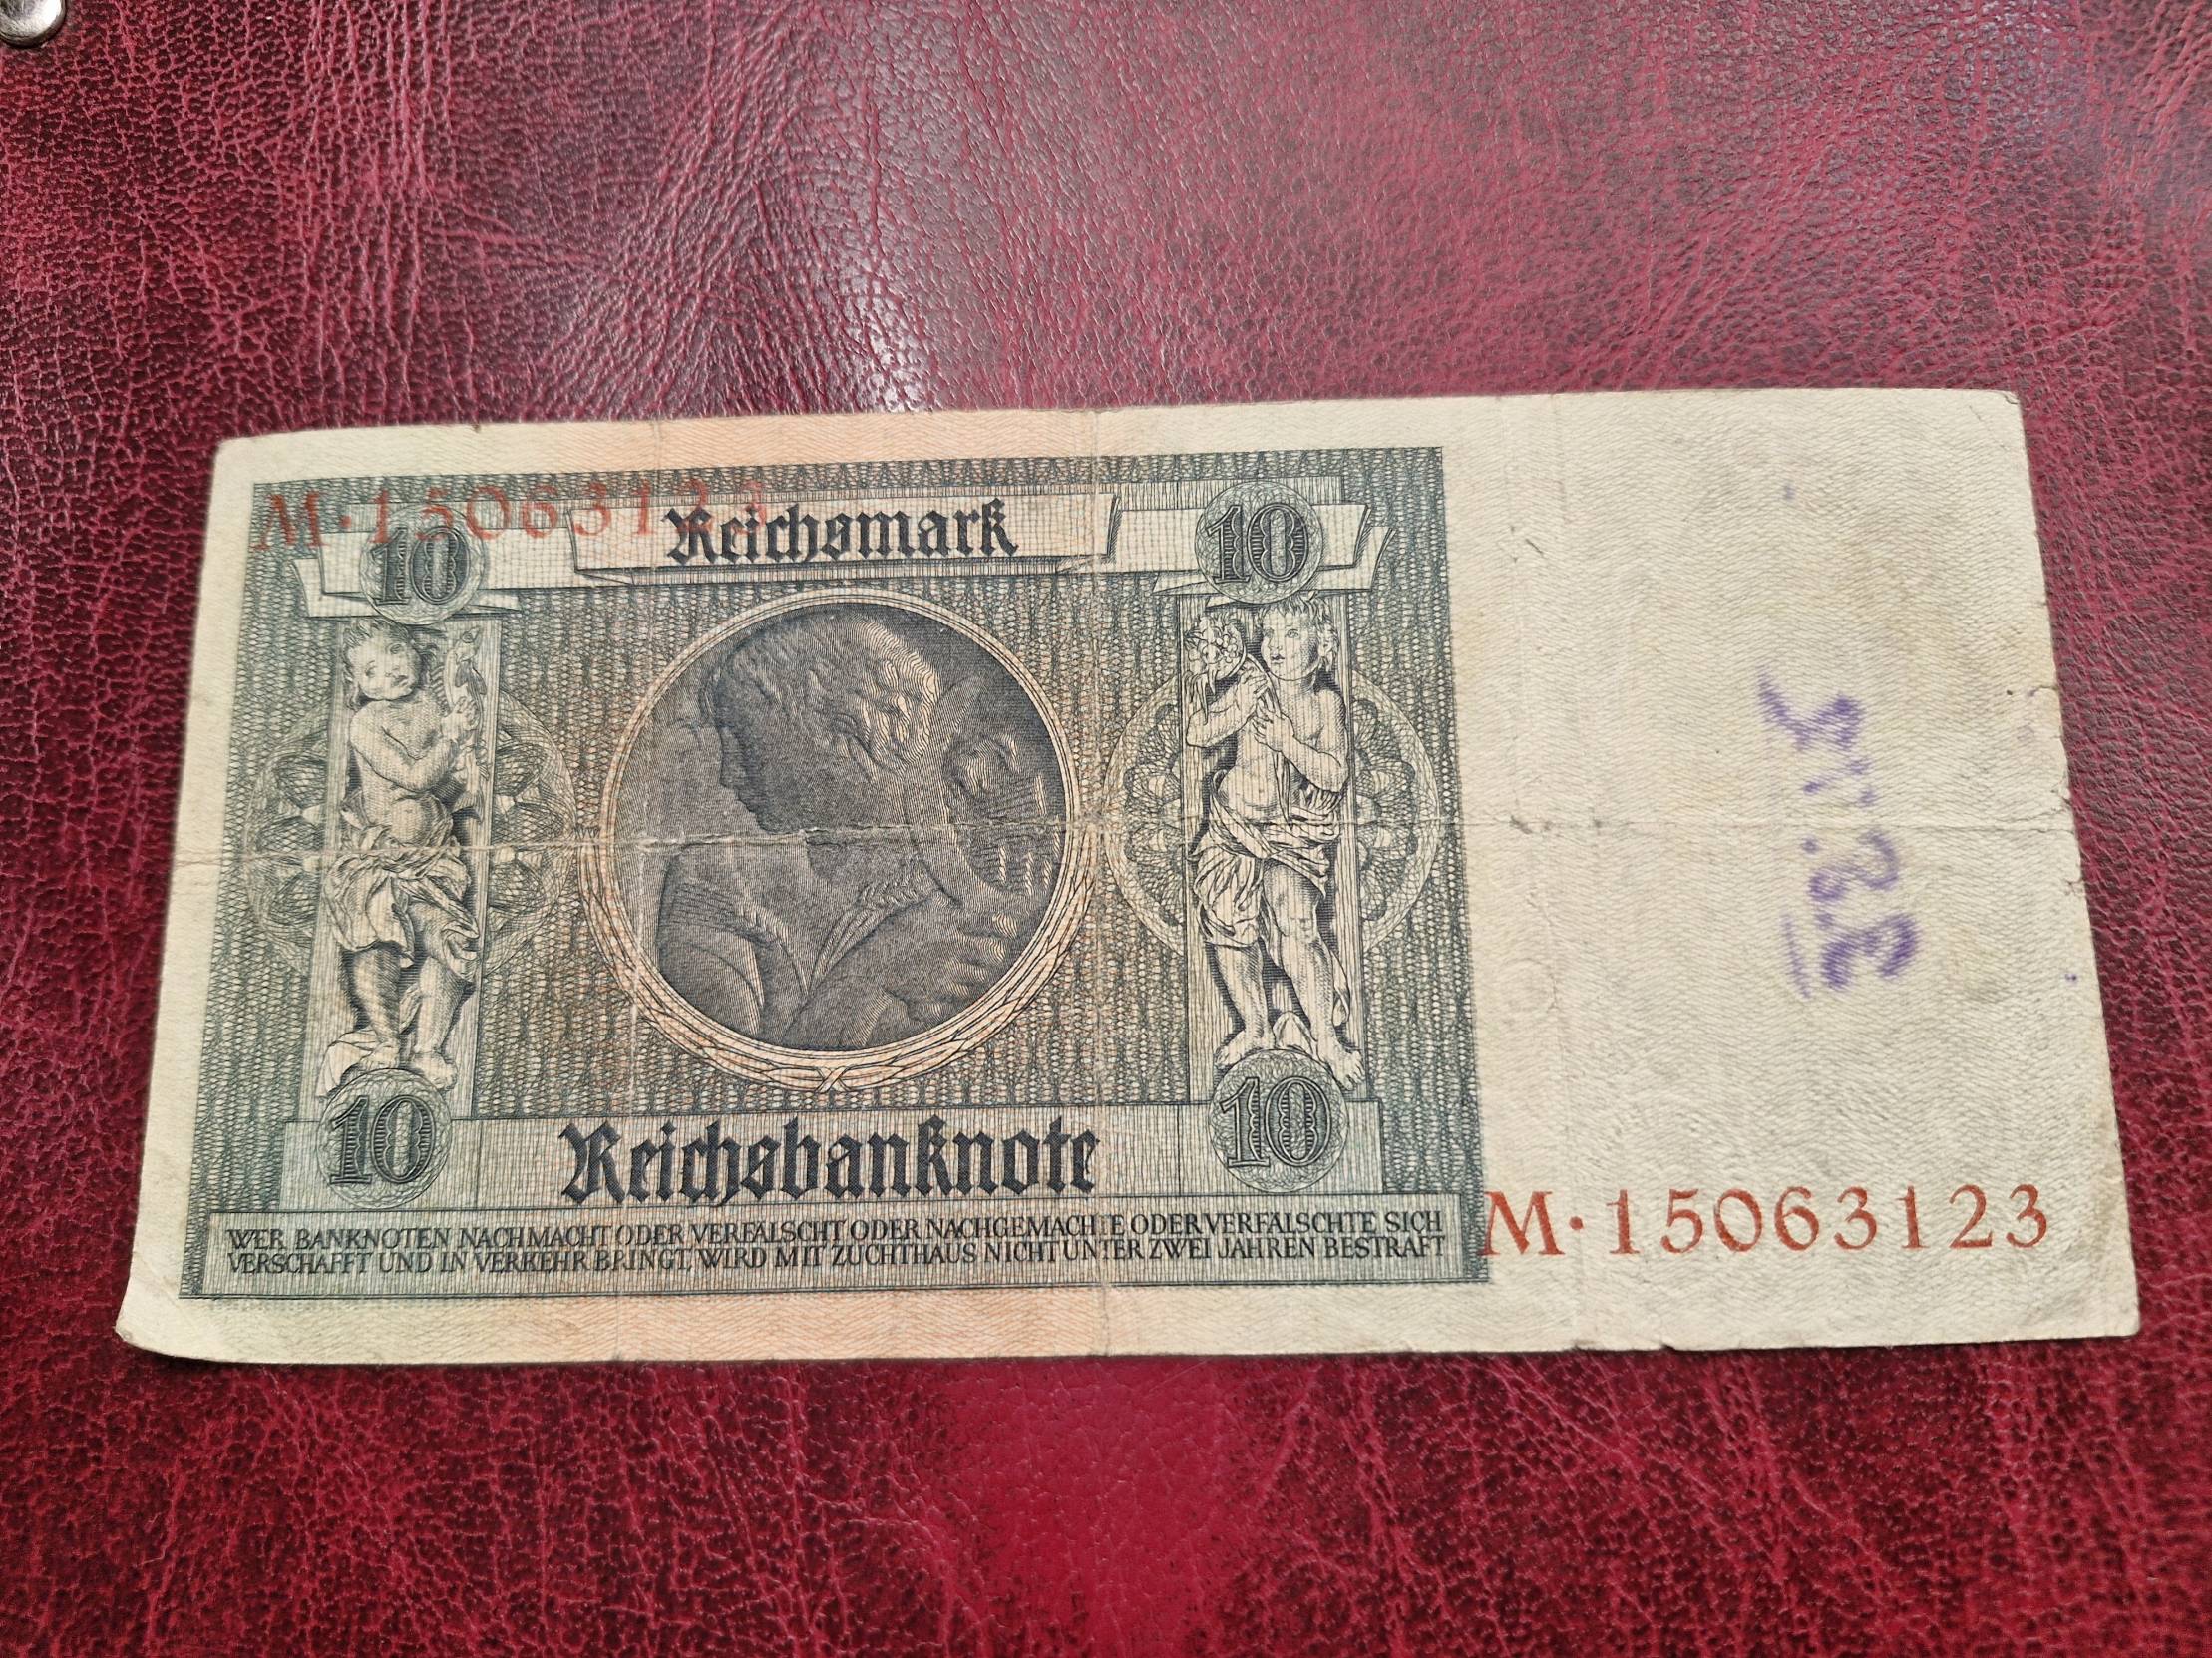 M·15063123
10 Reichsmark 10
10 Reichsbanknote 10
WER BANKNOTEN NACHMACHT ODER VERFÄLSCHT ODER NACHGEMACHTE ODER VERFÄLSCHTE SICH
VERSCHAFFT UND IN VERKEHR BRINGT, WIRD MIT ZUCHTHAUS NICHT UNTER ZWEI JAHREN BESTRAFT
M·15063123